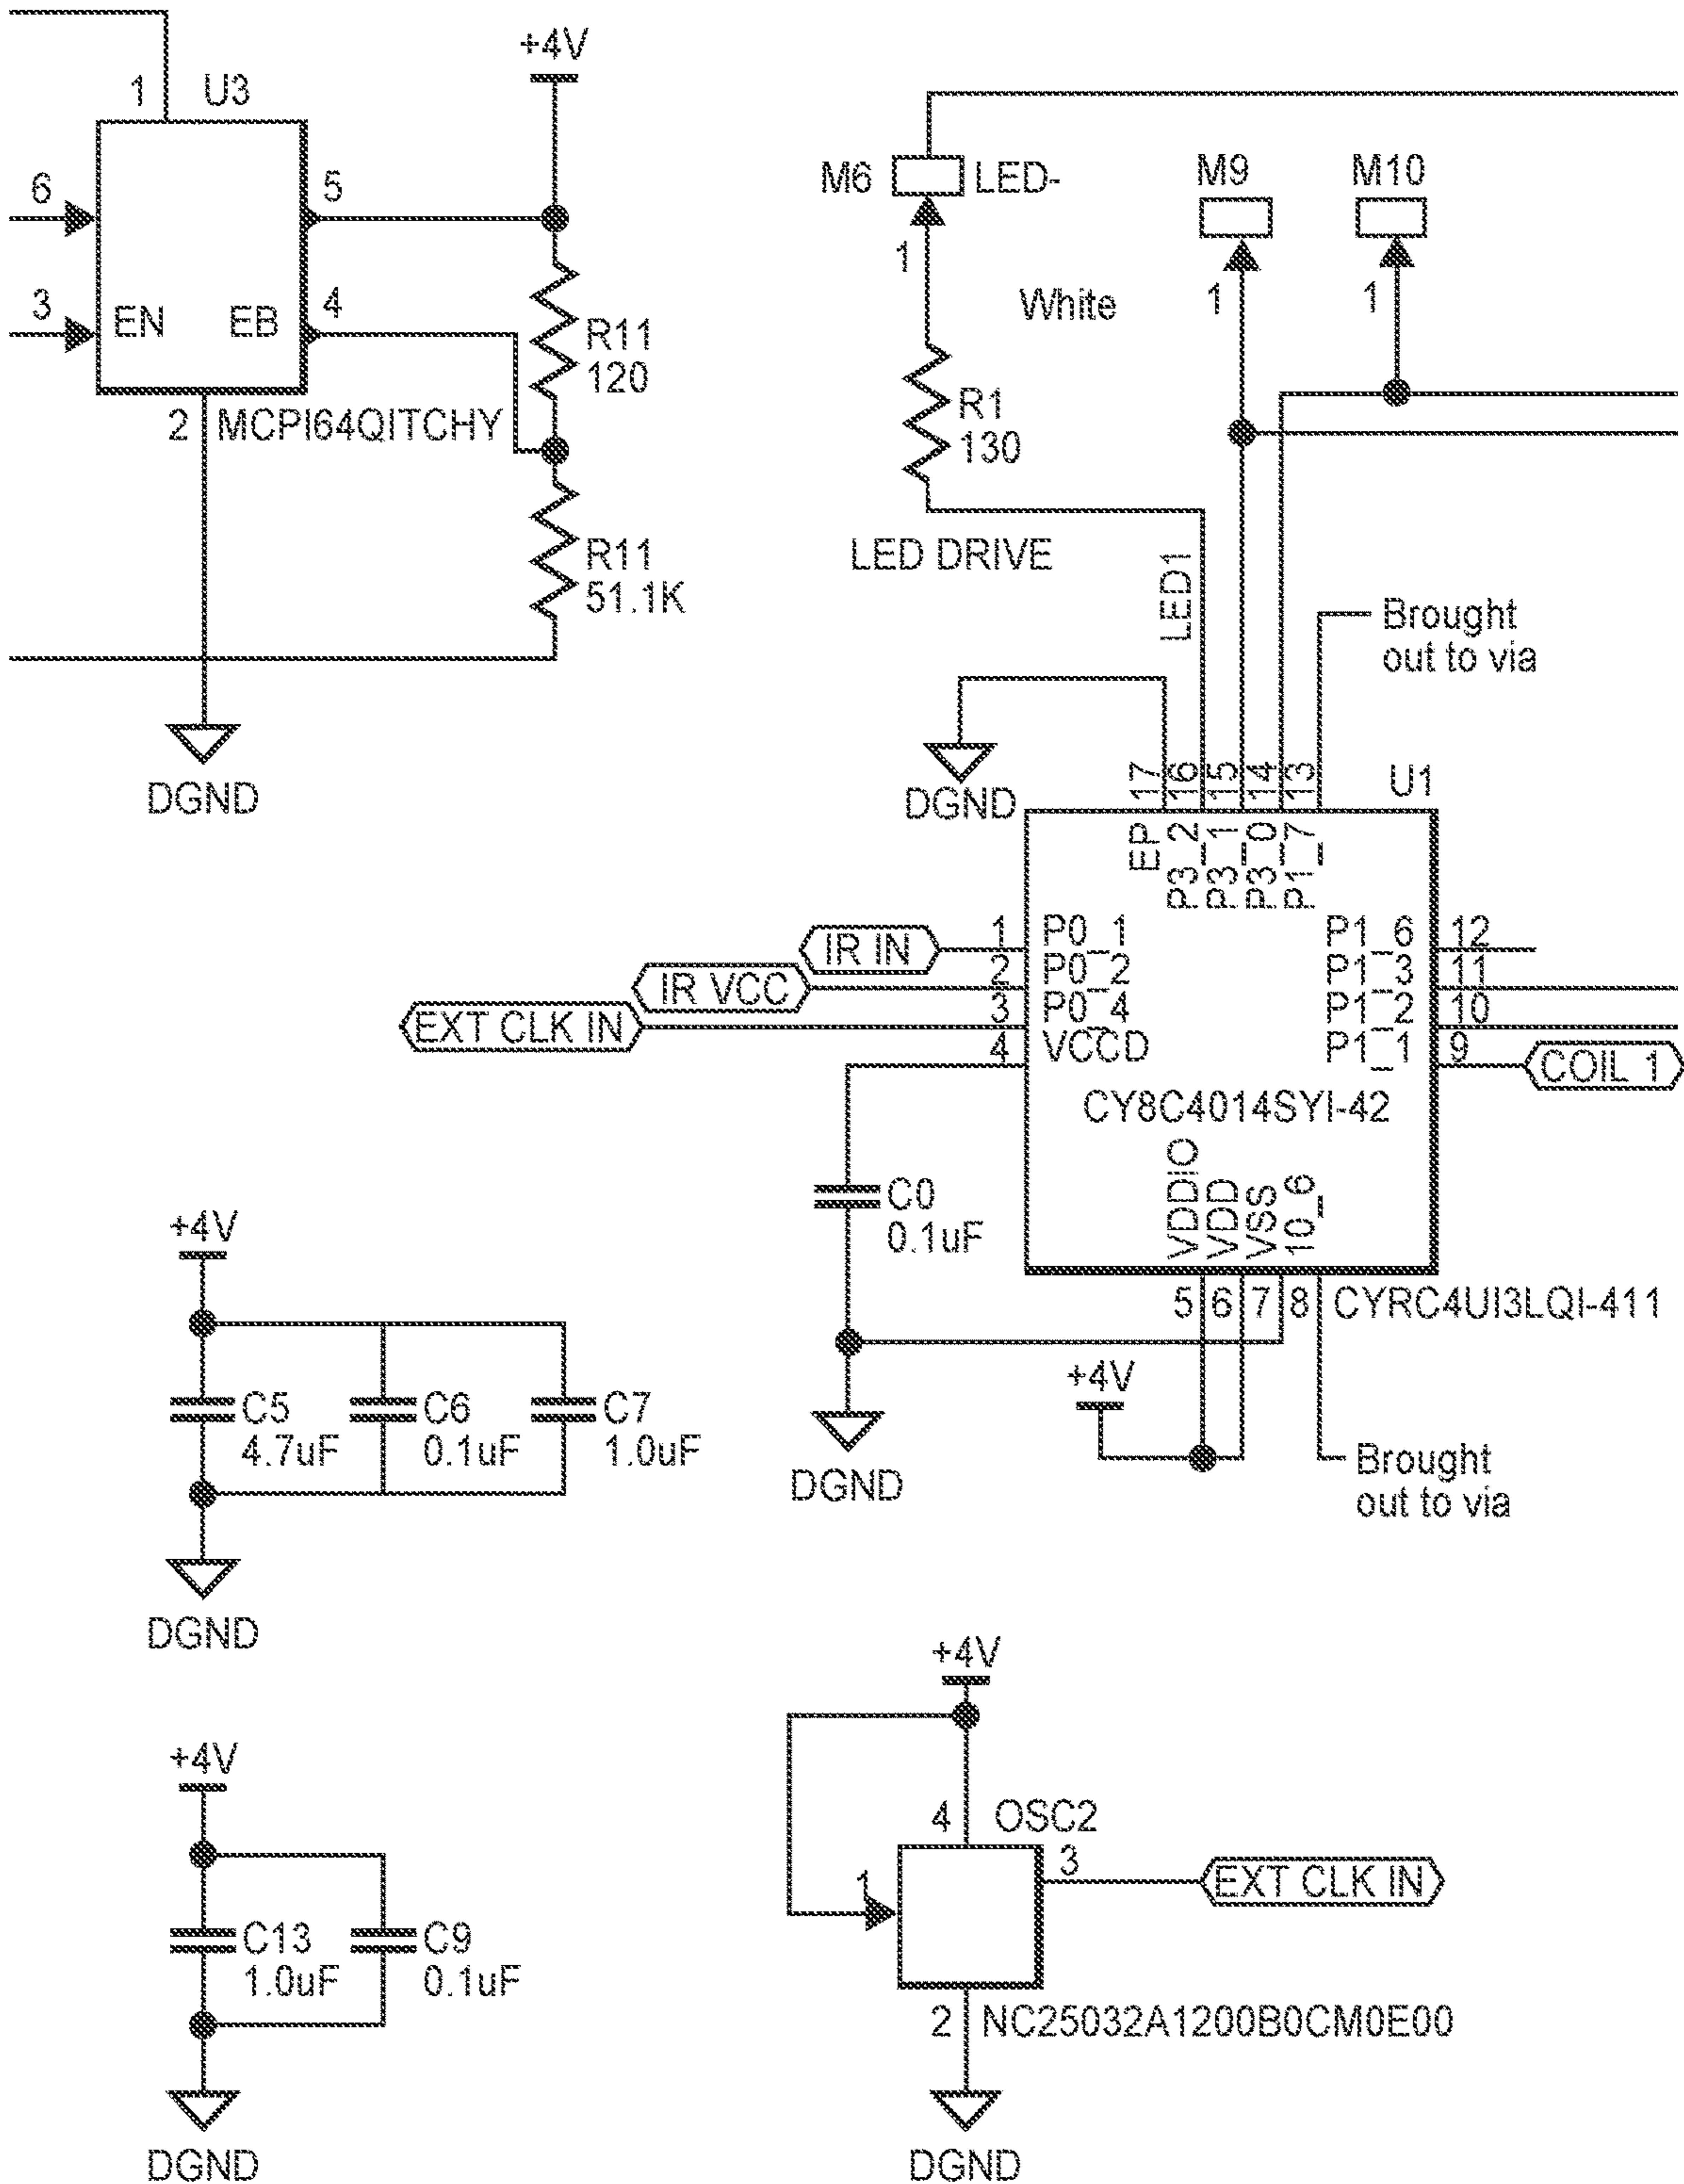 +4V
1
U3
6
5
3
EN
EB
4
R11
120
2
MCPI64QITCHY
R11
51.1K
DGND
M6
LED-
1
White
R1
130
LED DRIVE
LED1
M9
1
M10
1
Brought
out to via
DGND
17
16
15
14
13
U1
EP
P3_2
P3_1
P3_0
P1_7
IR IN
1
P0_1
P1_6
12
IR VCC
2
P0_2
P1_3
11
EXT CLK IN
3
P0_4
P1_2
10
4
VCCD
P1_1
9
COIL 1
CY8C4014SYI-42
VDDIO
VDD
VSS
10_6
C0
0.1uF
5
6
7
8
CYRC4UI3LQI-411
+4V
DGND
Brought
out to via
+4V
C5
4.7uF
C6
0.1uF
C7
1.0uF
DGND
+4V
C13
1.0uF
C9
0.1uF
DGND
+4V
4
OSC2
3
1
EXT CLK IN
2
NC25032A1200B0CM0E00
DGND